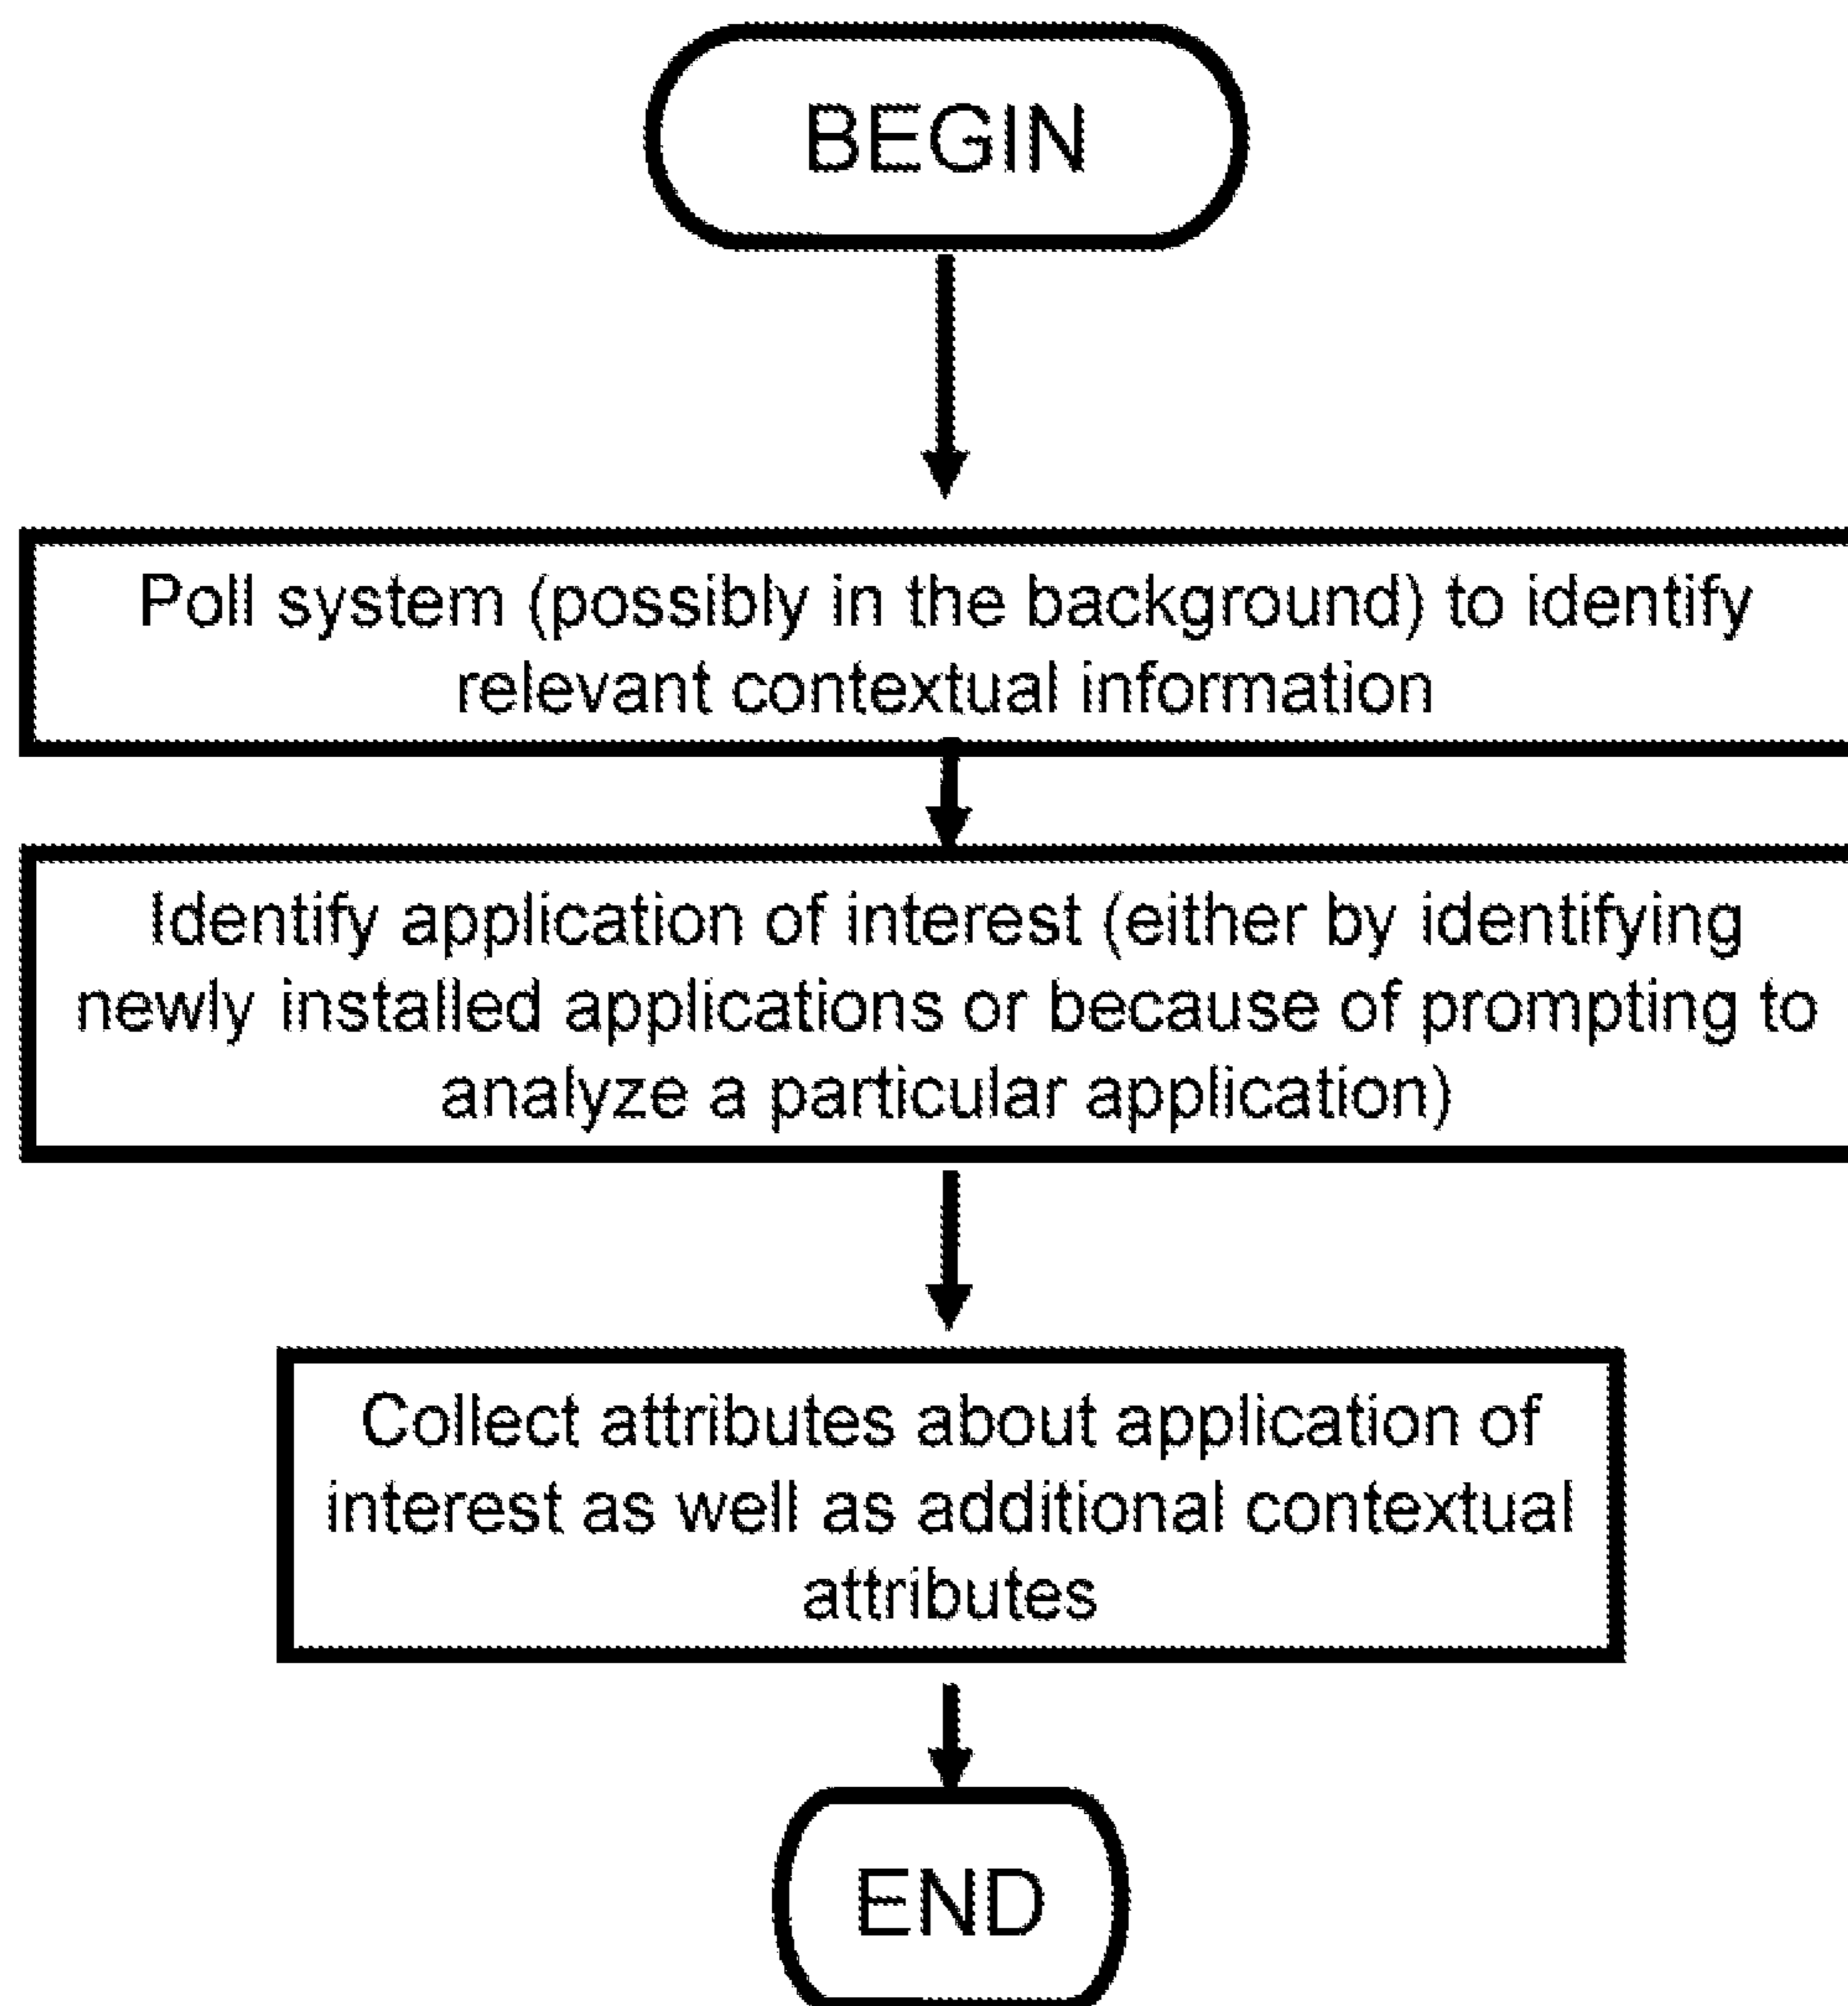 BEGIN
Poll system (possibly in the background) to identify
relevant contextual information
Identify application of interest (either by identifying
newly installed applications or because of prompting to
analyze a particular application)
Collect attributes about application of
interest as well as additional contextual
attributes
END